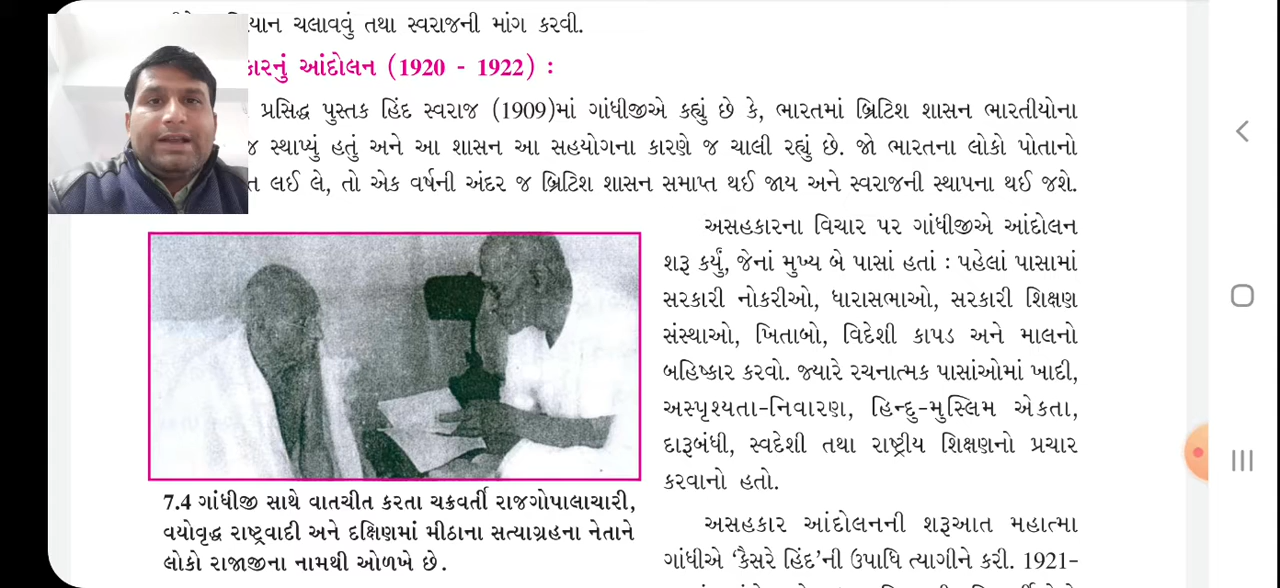 ચલાવવું તથા સ્વરાજની માંગ કરવી.
આંદોલન (1920 - 1922) :
પ્રસિદ્ધ પુસ્તક હિંદ સ્વરાજ (1909)માં ગાંધીજીએ કહ્યું છે કે, ભારતમાં બ્રિટિશ શાસન ભારતીયોના
જ સ્થાપ્યું હતું અને આ શાસન આ સહયોગના કારણે જ ચાલી રહ્યું છે. જો ભારતના લોકો પોતાનો
લઈ લે, તો એક વર્ષની અંદર જ બ્રિટિશ શાસન સમાપ્ત થઈ જાય અને સ્વરાજની સ્થાપના થઈ જશે.
અસહકારના વિચાર પર ગાંધીજીએ આંદોલન
શરૂ કર્યું, જેનાં મુખ્ય બે પાસાં હતાં : પહેલાં પાસામાં
સરકારી નોકરીઓ, ધારાસભાઓ, સરકારી શિક્ષણ
સંસ્થાઓ, ખિતાબો, વિદેશી કાપડ અને માલનો
બહિષ્કાર કરવો. જ્યારે રચનાત્મક પાસાંઓમાં ખાદી,
અસ્પૃશ્યતા-નિવારણ, હિન્દુ-મુસ્લિમ એકતા,
દારૂબંધી, સ્વદેશી તથા રાષ્ટ્રીય શિક્ષણનો પ્રચાર
કરવાનો હતો.
7.4 ગાંધીજી સાથે વાતચીત કરતા ચક્રવર્તી રાજગોપાલાચારી,
વયોવૃદ્ધ રાષ્ટ્રવાદી અને દક્ષિણમાં મીઠાના સત્યાગ્રહના નેતાને
લોકો રાજાજીના નામથી ઓળખે છે.
અસહકાર આંદોલનની શરૂઆત મહાત્મા
ગાંધીએ ‘કૈસરે હિંદ’ની ઉપાધિ ત્યાગીને કરી. 1921-